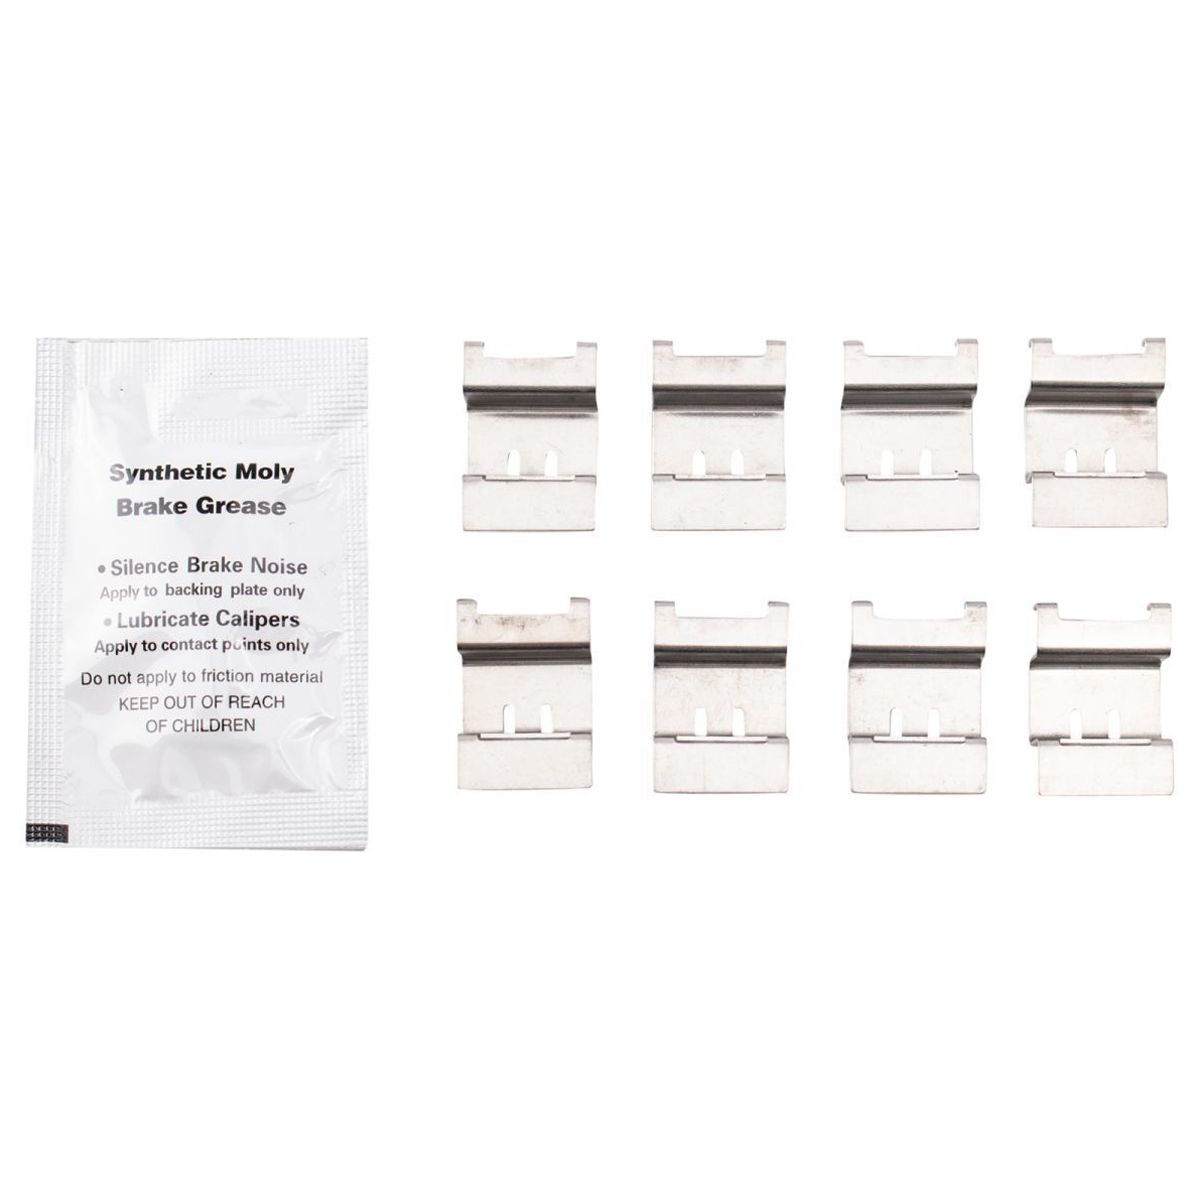 Synthetic Moly
Brake Grease
• Silence Brake Noise
Apply to backing plate only
• Lubricate Calipers
Apply to contact points only
Do not apply to friction material
KEEP OUT OF REACH
OF CHILDREN